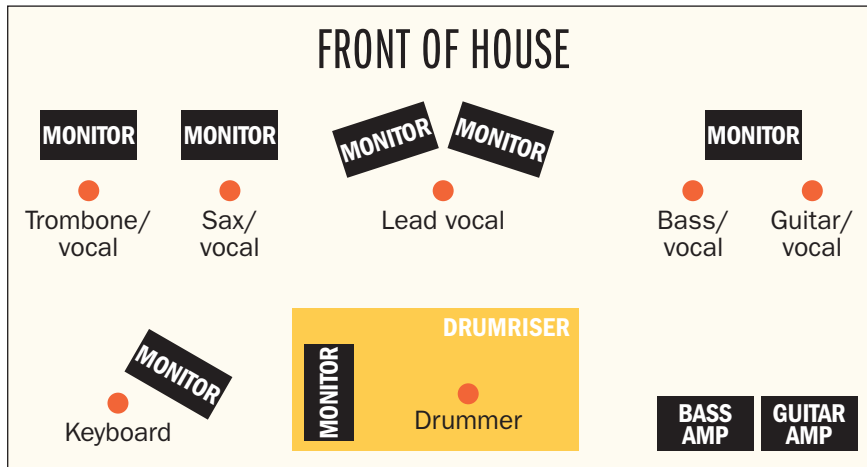 FRONT OF HOUSE
MONITOR
MONITOR
MONITOR
MONITOR
MONITOR
Trombone/
vocal
Sax/
vocal
Lead vocal
Bass/
vocal
Guitar/
vocal
MONITOR
Keyboard
DRUMRISER
MONITOR
Drummer
BASS
AMP
GUITAR
AMP